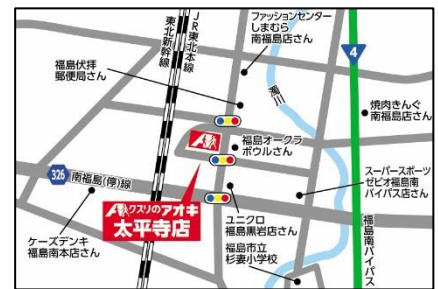 ファッションセンター
しまむら
南福島店さん
JR東北本線
東北新幹線
4
福島伏拝
郵便局さん
濁川
焼肉きんぐ
南福島店さん
福島オークラ
ボウルさん
326
南福島(停)線
スーパースポーツ
ゼビオ福島南
バイパス店さん
クスリのアオキ
太平寺店
ユニクロ
福島黒岩店さん
福島南バイパス
ケーズデンキ
福島南本店さん
福島市立
杉妻小学校